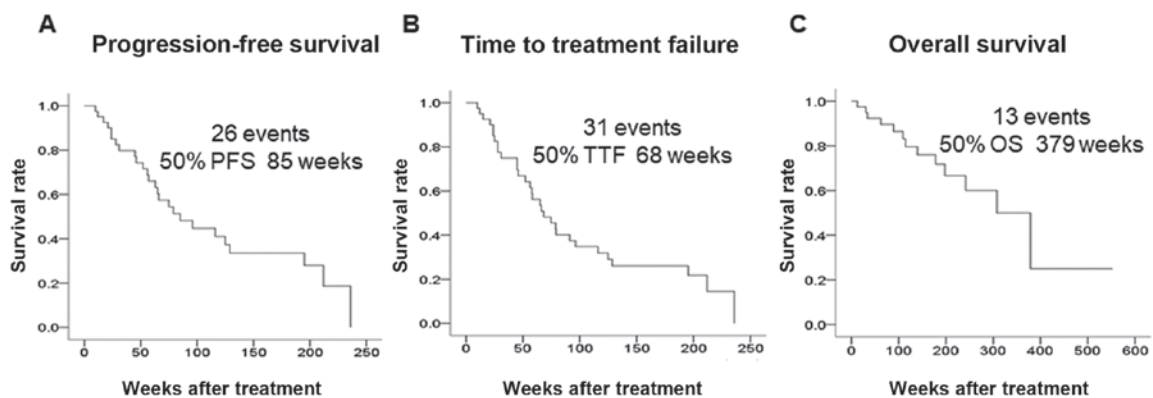 A
Progression-free survival
26 events
50% PFS 85 weeks
Survival rate
1.0
0.8
0.6
0.4
0.2
0.0
0
50
100
150
200
250
Weeks after treatment
B
Time to treatment failure
31 events
50% TTF 68 weeks
Survival rate
1.0
0.8
0.6
0.4
0.2
0.0
0
50
100
150
200
250
Weeks after treatment
C
Overall survival
13 events
50% OS 379 weeks
Survival rate
1.0
0.8
0.6
0.4
0.2
0.0
0
100
200
300
400
500
600
Weeks after treatment